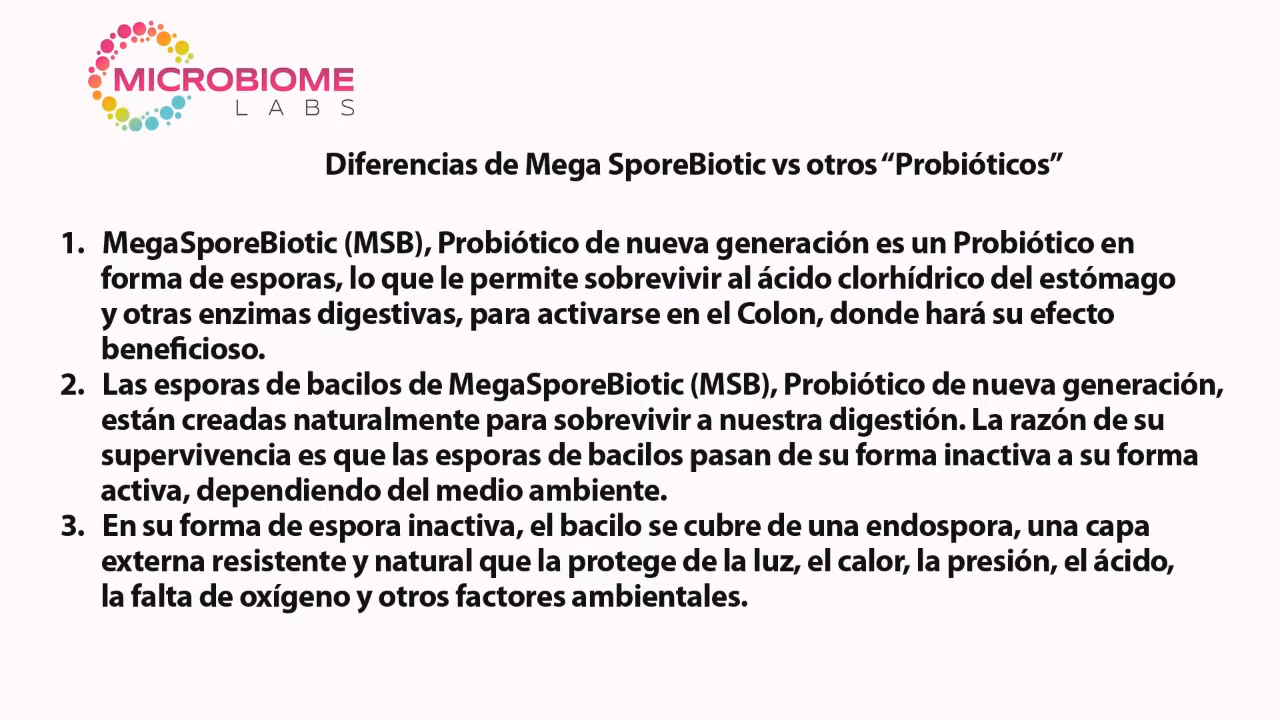 MICROBIOME
LABS
Diferencias de Mega SporeBiotic vs otros “Probióticos”
1. MegaSporeBiotic (MSB), Probiótico de nueva generación es un Probiótico en
forma de esporas, lo que le permite sobrevivir al ácido clorhídrico del estómago
y otras enzimas digestivas, para activarse en el Colon, donde hará su efecto
beneficioso.
2. Las esporas de bacilos de MegaSporeBiotic (MSB), Probiótico de nueva generación,
están creadas naturalmente para sobrevivir a nuestra digestión. La razón de su
supervivencia es que las esporas de bacilos pasan de su forma inactiva a su forma
activa, dependiendo del medio ambiente.
3. En su forma de espora inactiva, el bacilo se cubre de una endospora, una capa
externa resistente y natural que la protege de la luz, el calor, la presión, el ácido,
la falta de oxígeno y otros factores ambientales.